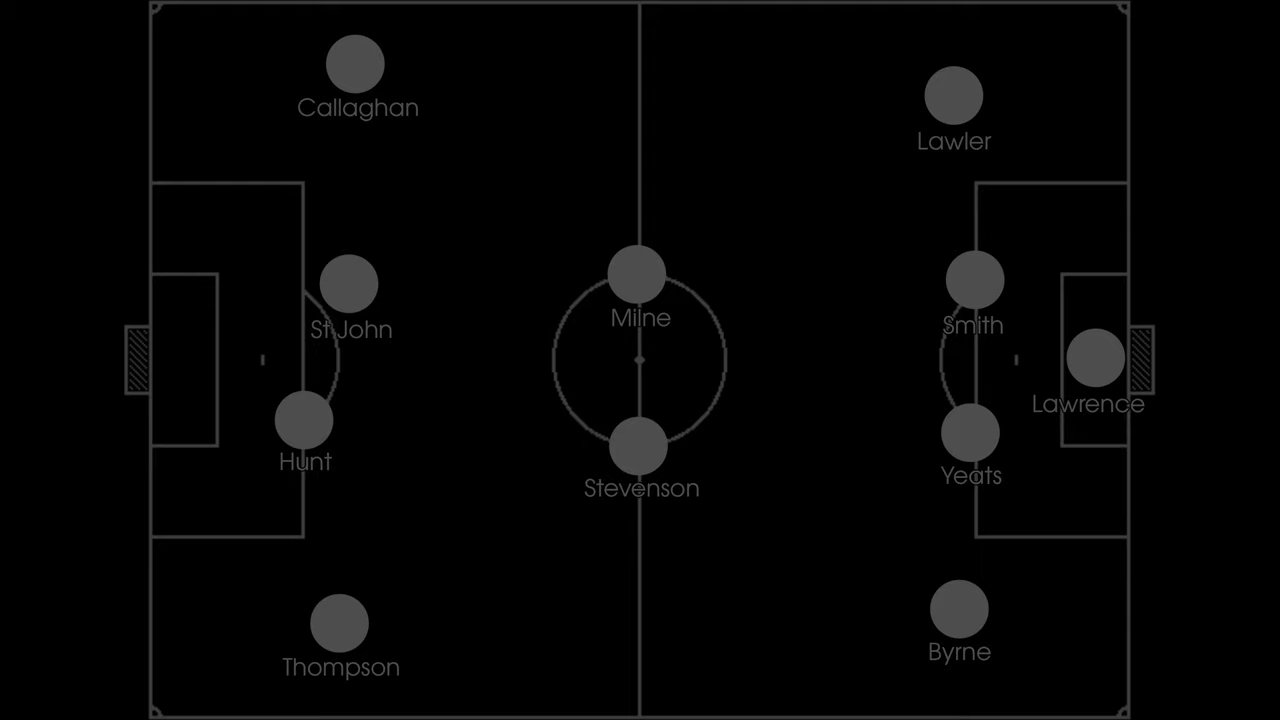 Callaghan
Lawler
St John
Milne
Smith
Lawrence
Hunt
Yeats
Stevenson
Byrne
Thompson